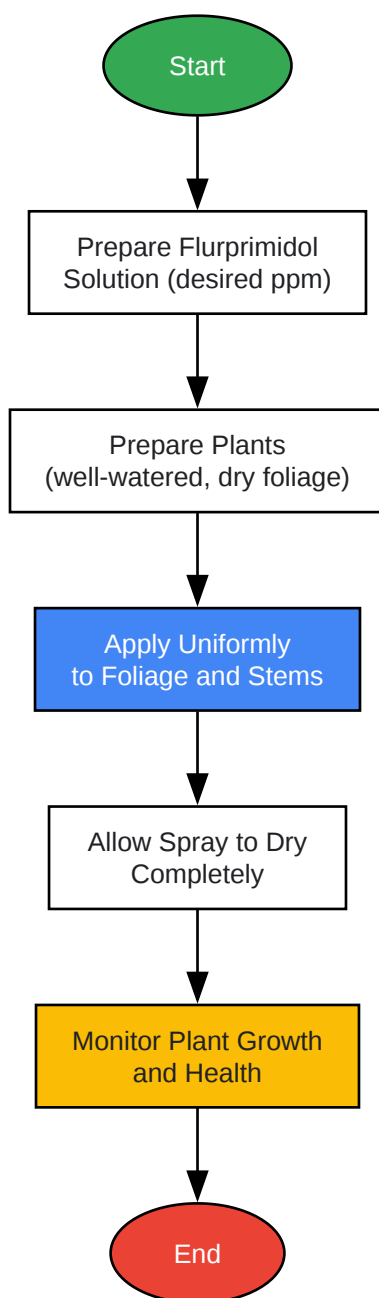 Start
Prepare Flurprimidol
Solution (desired ppm)
Prepare Plants
(well-watered, dry foliage)
Apply Uniformly
to Foliage and Stems
Allow Spray to Dry
Completely
Monitor Plant Growth
and Health
End